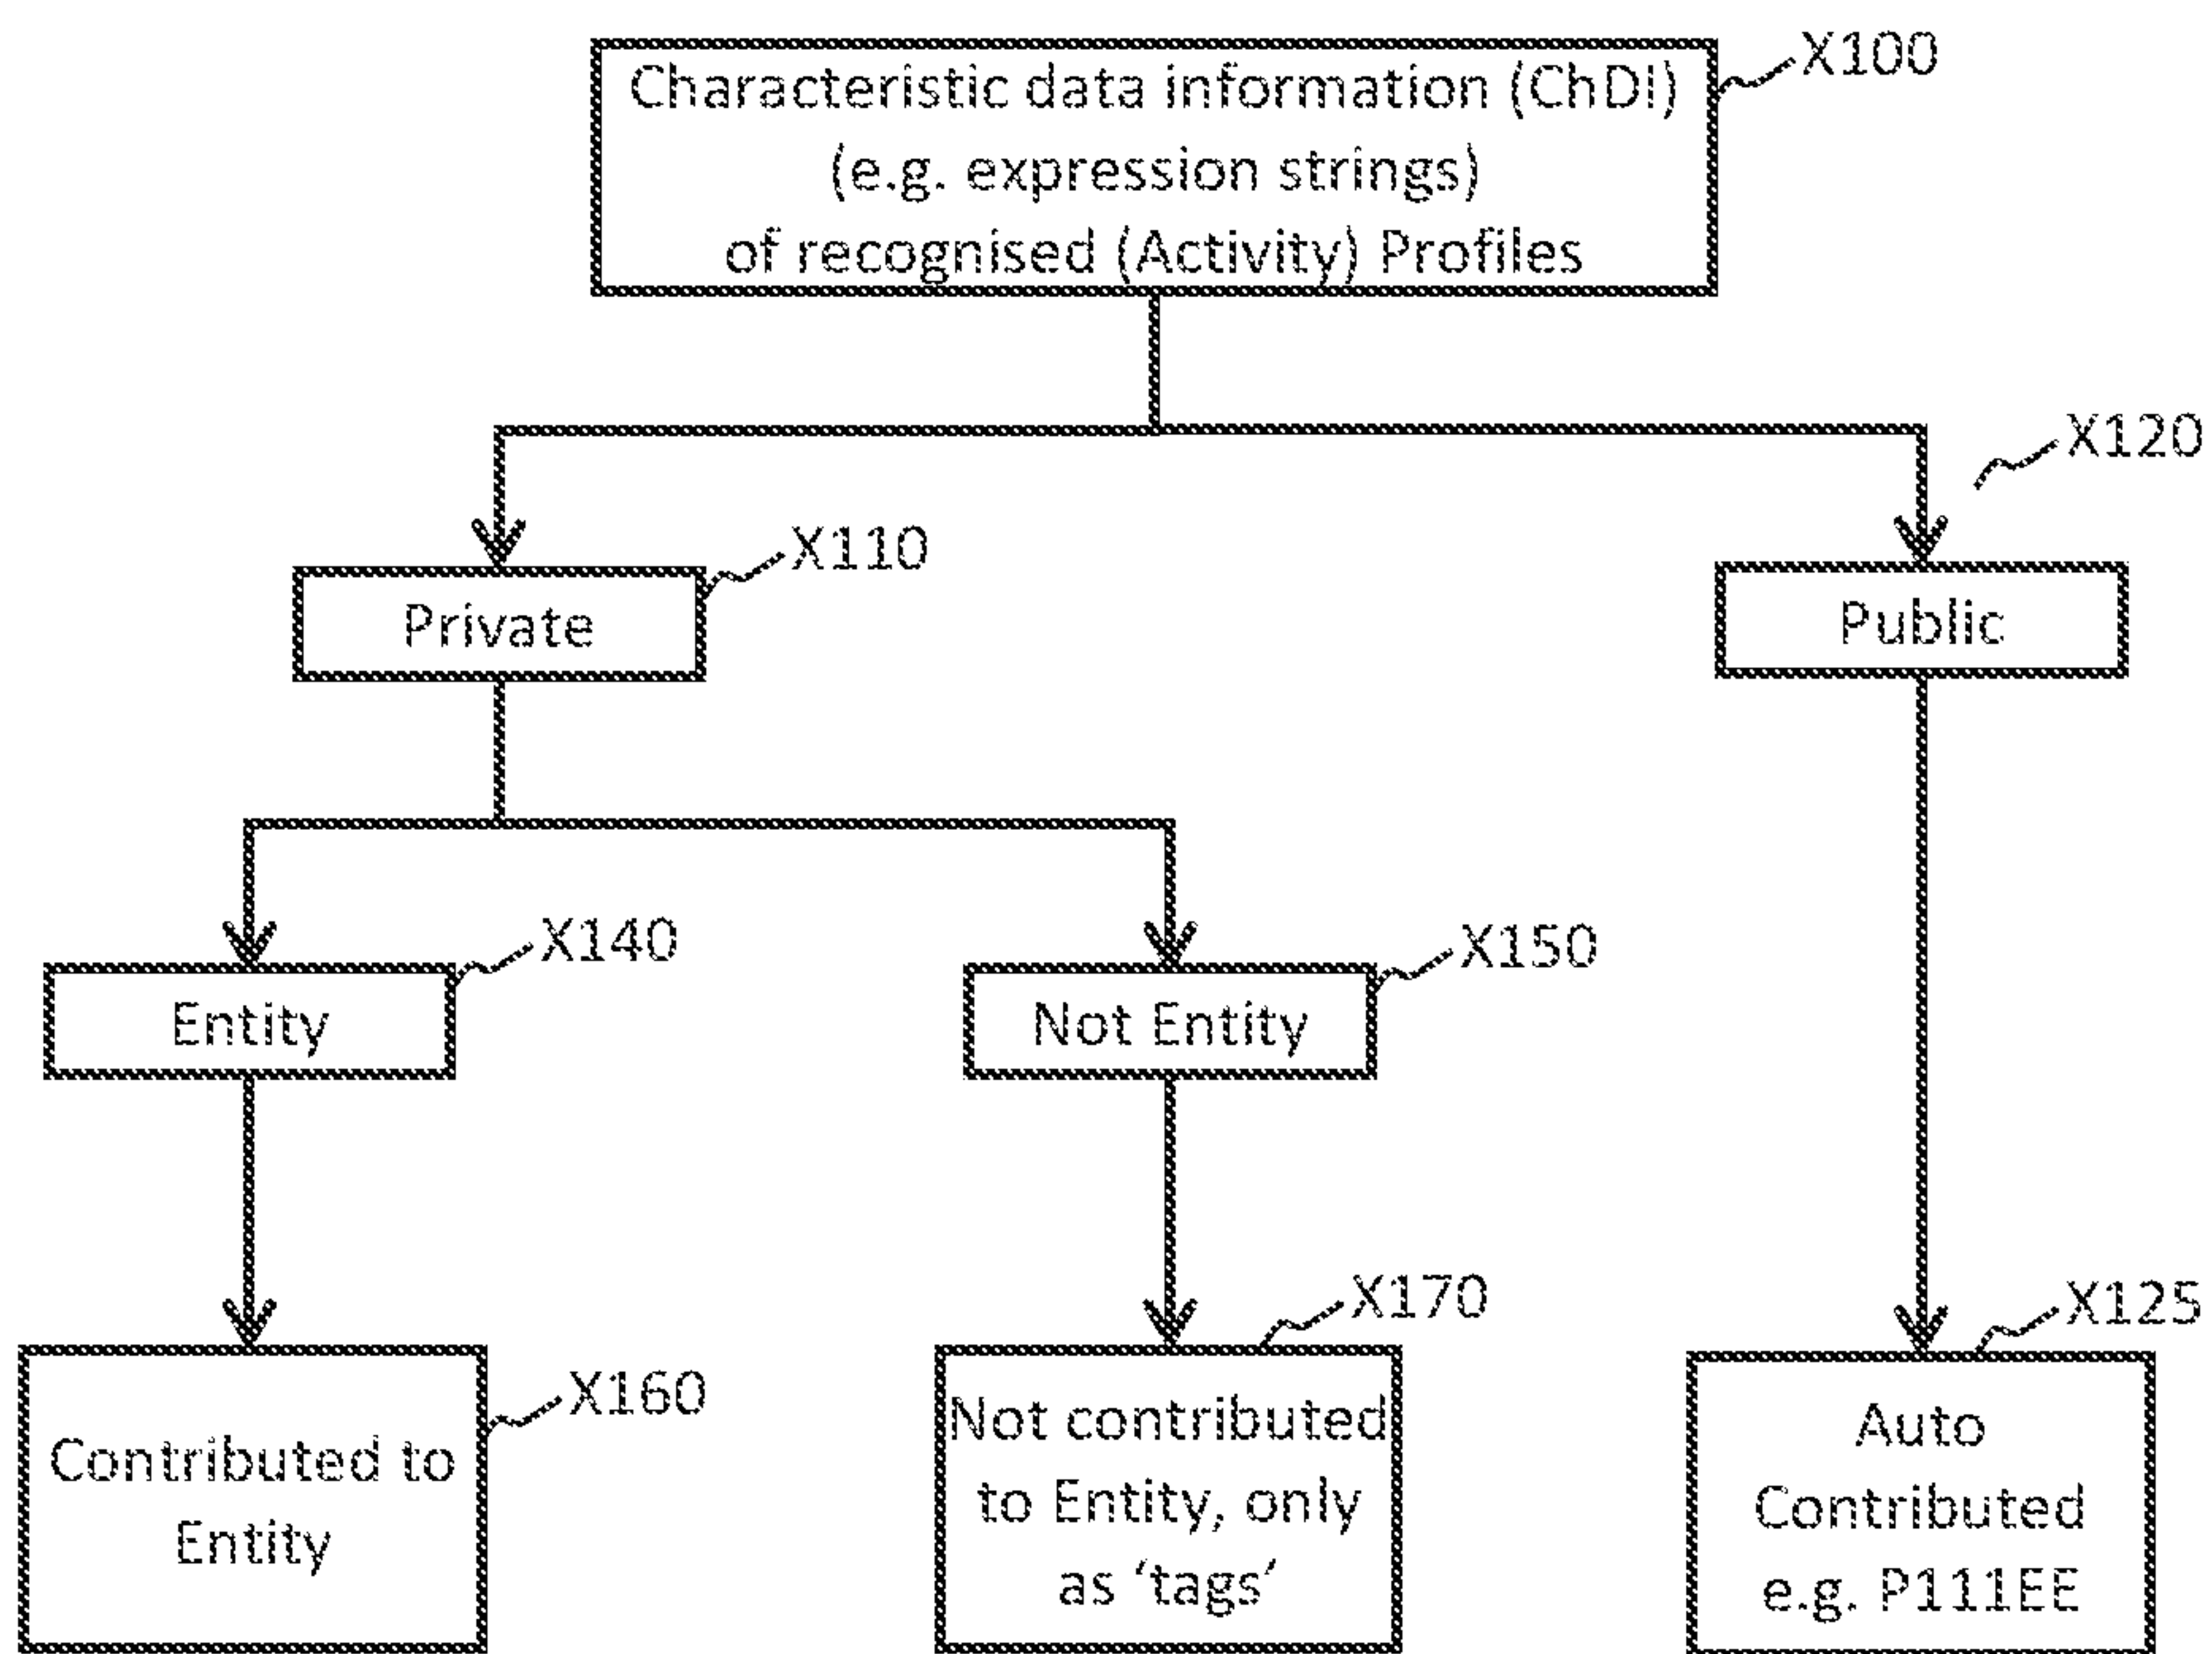 Characteristic data information (ChDI)
(e.g. expression strings)
of recognised (Activity) Profiles
X100
X120
X110
Private
Public
X140
X150
Entity
Not Entity
X170
X125
X160
Contributed to
Entity
Not contributed
to Entity, only
as ‘tags’
Auto
Contributed
e.g. P111EE